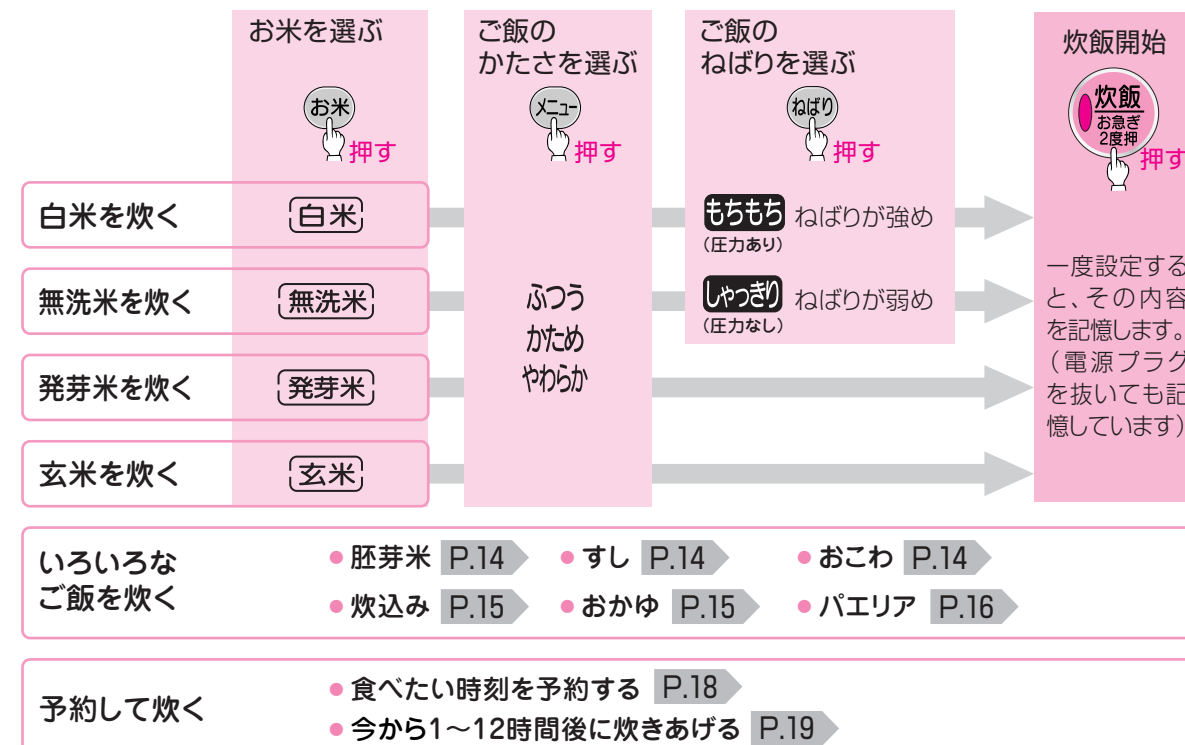 お米を選ぶ
お米
押す
ご飯の
かたさを選ぶ
メニュー
押す
ご飯の
ねばりを選ぶ
ねばり
押す
炊飯開始
炊飯
お急ぎ
2度押
押す
白米を炊く
白米
無洗米を炊く
無洗米
発芽米を炊く
発芽米
玄米を炊く
玄米
ふつう
かため
やわらか
もちもち ねばりが強め
(圧力あり)
しゃっきり ねばりが弱め
(圧力なし)
一度設定する
と、その内容
を記憶します。
(電源プラグ
を抜いても記
憶しています)
いろいろな
ご飯を炊く
●胚芽米 P.14 ●すし P.14 ●おこわ P.14
●炊込み P.15 ●おかゆ P.15 ●パエリア P.16
予約して炊く
●食べたい時刻を予約する P.18
●今から1〜12時間後に炊きあげる P.19